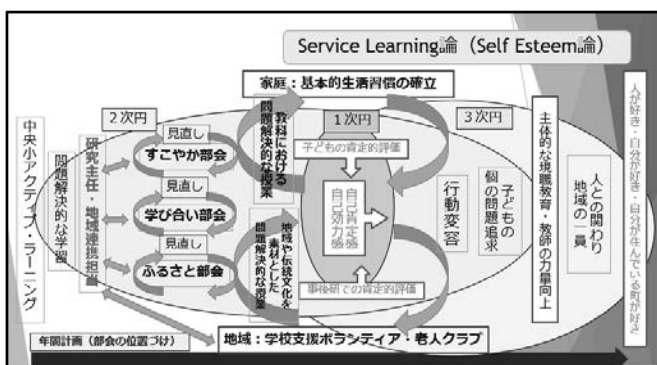 Service Learning論（Self Esteem論）
家庭：基本的生活習慣の確立
2次円
1次円
3次円
中央小アクティブ・ラーニング
問題解決的な学習
研究主任・地域連携担当
見直し
すこやか部会
見直し
学び合い部会
見直し
ふるさと部会
教科における
問題解決的な授業
地域や伝統文化を
素材とした
問題解決的な授業
子どもの肯定的評価
自己肯定感
自己効力感
事後研での肯定的評価
行動変容
子どもの
個の問題追求
主体的な現職教育・教師の力量向上
人との関わり
地域の一員
人が好き・自分が好き・自分が住んでいる町が好き
地域：学校支援ボランティア・老人クラブ
年間計画（部会の位置づけ）